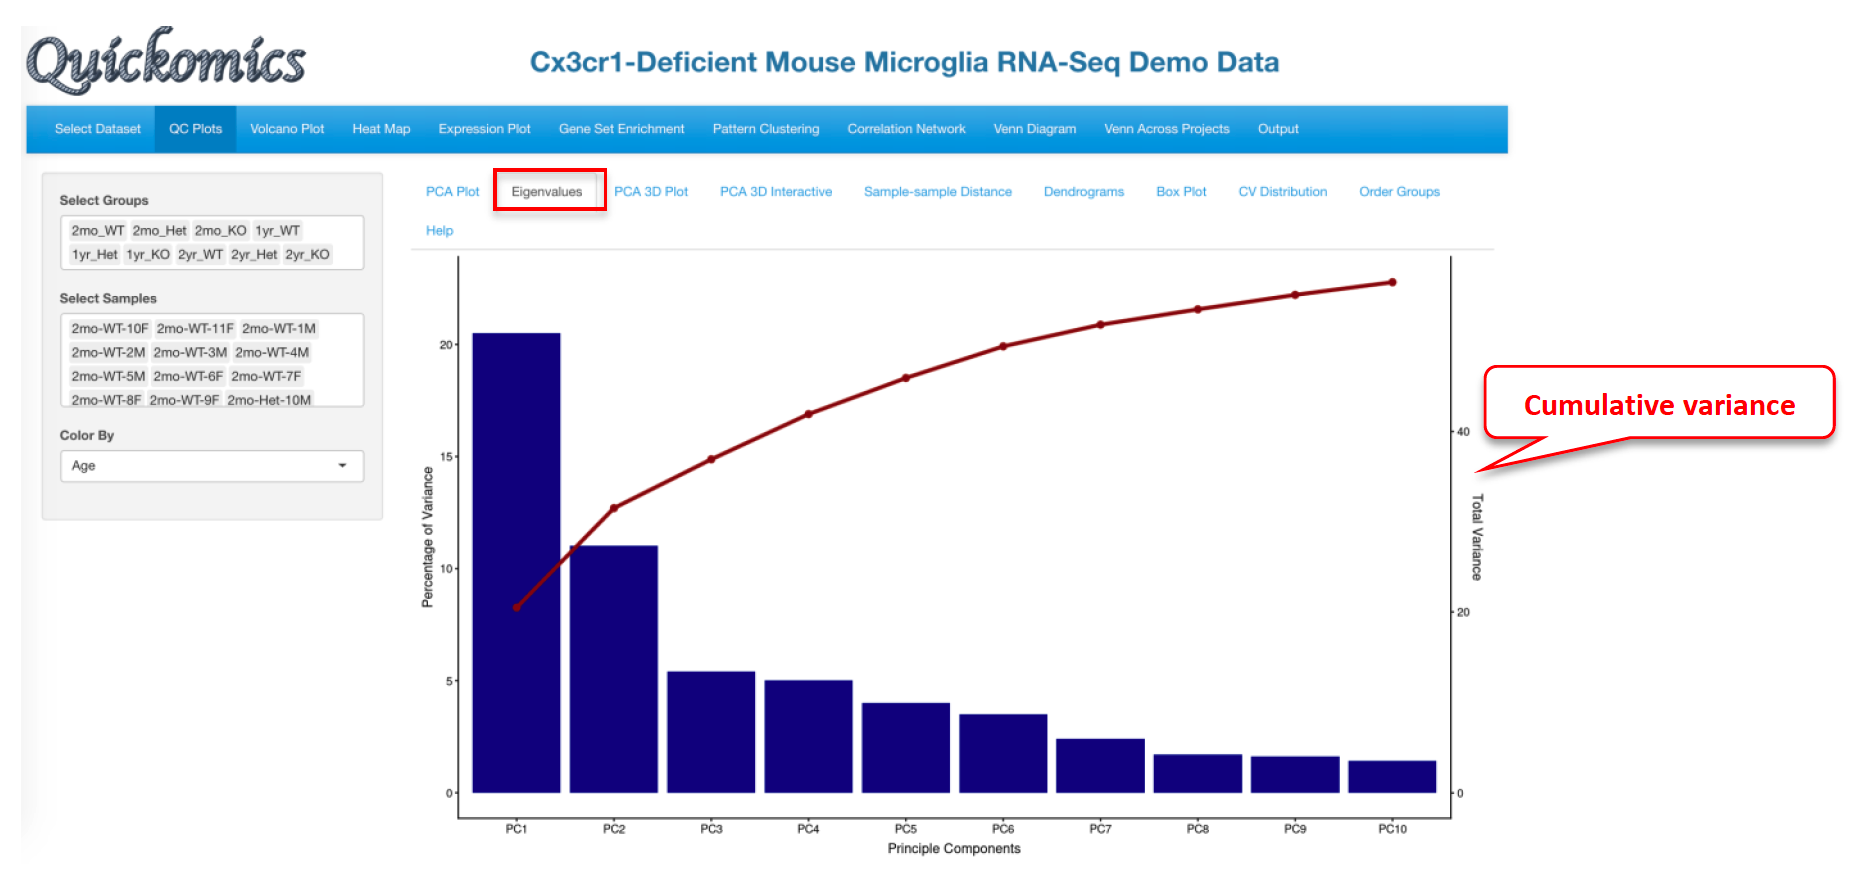 Quickomics
Cx3cr1-Deficient Mouse Microglia RNA-Seq Demo Data
Select Dataset QC Plots Volcano Plot Heat Map Expression Plot Gene Set Enrichment Pattern Clustering Correlation Network Venn Diagram Venn Across Projects Output
Select Groups
2mo_WT 2mo_Het 2mo_KO 1yr_WT
1yr_Het 1yr_KO 2yr_WT 2yr_Het 2yr_KO
Select Samples
2mo-WT-10F 2mo-WT-11F 2mo-WT-1M
2mo-WT-2M 2mo-WT-3M 2mo-WT-4M
2mo-WT-5M 2mo-WT-6F 2mo-WT-7F
2mo-WT-8F 2mo-WT-9F 2mo-Het-10M
Color By
Age
PCA Plot Eigenvalues PCA 3D Plot PCA 3D Interactive Sample-sample Distance Dendrograms Box Plot CV Distribution Order Groups
Help
Percentage of Variance
20
15
10
5
0
PC1 PC2 PC3 PC4 PC5 PC6 PC7 PC8 PC9 PC10
Principle Components
40
20
0
Total Variance
Cumulative variance